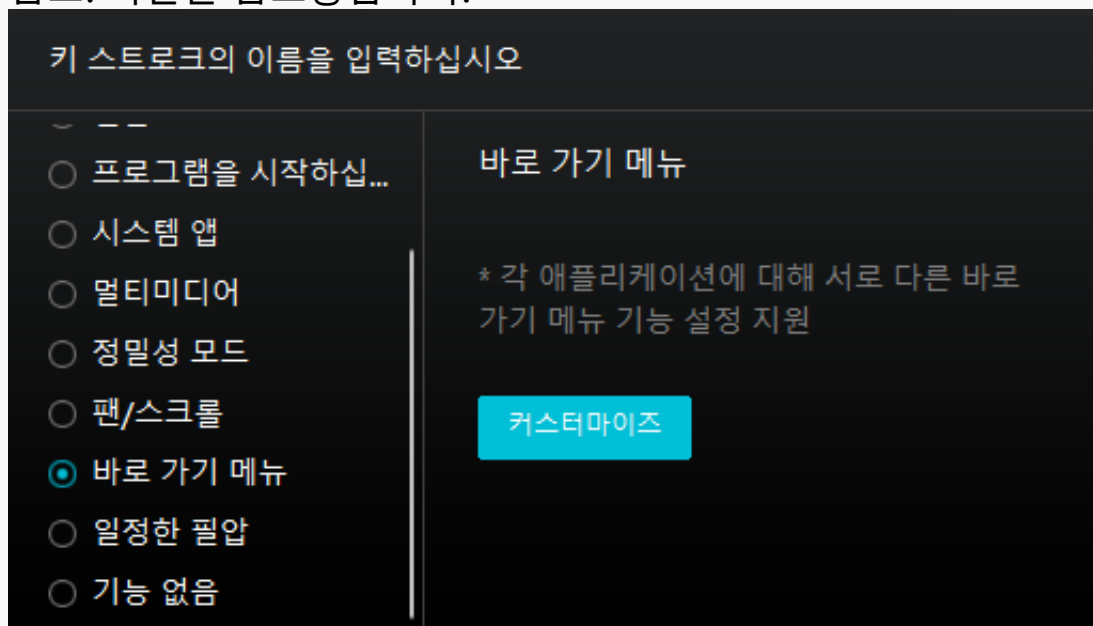 키 스트로크의 이름을 입력하십시오
프로그램을 시작하십...
시스템 앱
멀티미디어
정밀성 모드
팬/스크롤
바로 가기 메뉴
일정한 필압
기능 없음
바로 가기 메뉴
* 각 애플리케이션에 대해 서로 다른 바로
가기 메뉴 기능 설정 지원
커스터마이즈